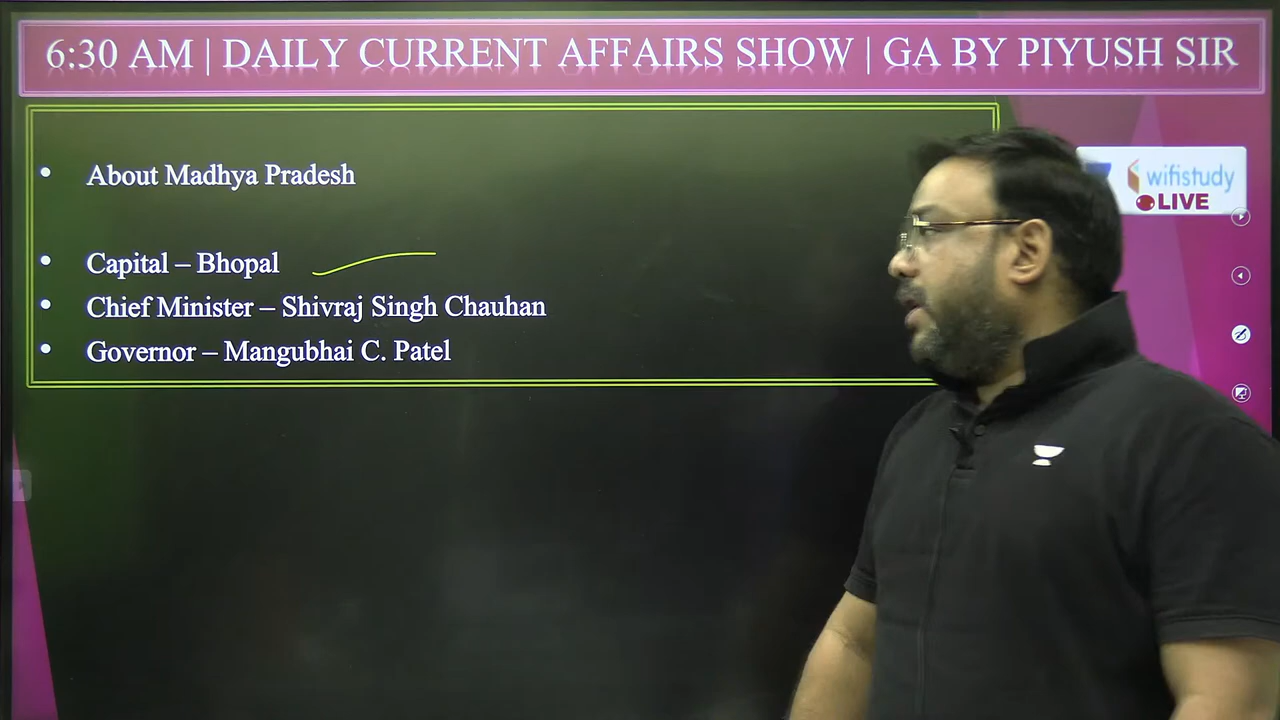 6:30 AM | DAILY CURRENT AFFAIRS SHOW | GA BY PIYUSH SIR
• About Madhya Pradesh
wifistudy
LIVE
• Capital – Bhopal
• Chief Minister – Shivraj Singh Chauhan
• Governor – Mangubhai C. Patel